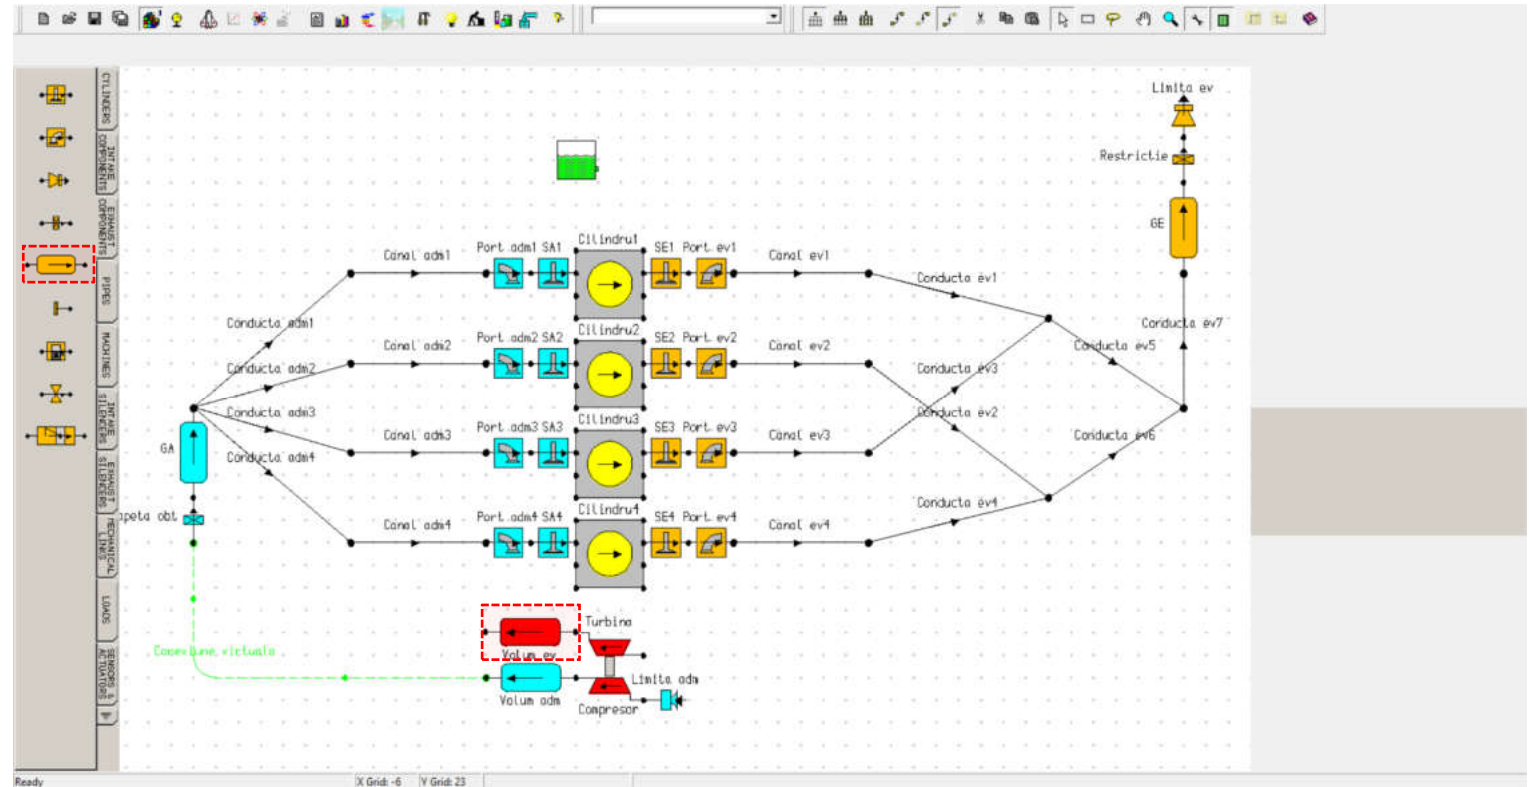 CYLINDERS
INTAKE COMPONENTS
EXHAUST COMPONENTS
PIPES
MACHINES
INTAKE SILENCERS
EXHAUST SILENCERS
MECHANICAL LINKS
LOADS
SENSORS & ACTUATORS
Limita ev
Restrictie
GE
Cilindru1
Port adm1 SA1
SE1 Port ev1
Canal adm1
Canal ev1
Conducta ev1
Conducta adm1
Conducta ev7
Cilindru2
Port adm2 SA2
SE2 Port ev2
Canal adm2
Canal ev2
Conducta ev5
Conducta adm2
Conducta ev3
Conducta adm3
Conducta ev2
Cilindru3
Port adm3 SA3
SE3 Port ev3
Canal adm3
Canal ev3
Conducta ev6
GA
Conducta adm4
Conducta ev4
Cilindru4
peta obt
Port adm4 SA4
SE4 Port ev4
Canal adm4
Canal ev4
Turbina
Conexiune virtuala
Volum ev
Limita adm
Volum adm
Compresor
Ready
X Grid: -6
Y Grid: 23